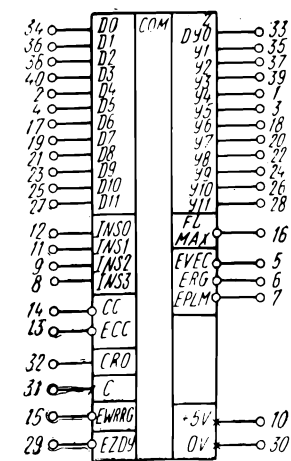 COM Z
34 D0 DY0 33
36 D1 Y1 35
38 D2 Y2 37
40 D3 Y3 39
2 D4 Y4 1
4 D5 Y5 3
17 D6 Y6 18
19 D7 Y7 20
21 D8 Y8 22
23 D9 Y9 24
25 D10 Y10 26
27 D11 Y11 28
12 INS0 FL
11 INS1 MAX 16
9 INS2 EVEC 5
8 INS3 ERG 6
14 CC EPLM 7
13 ECC
32 CRO
31 C
15 EWRRG +5V 10
29 EZDY 0V 30